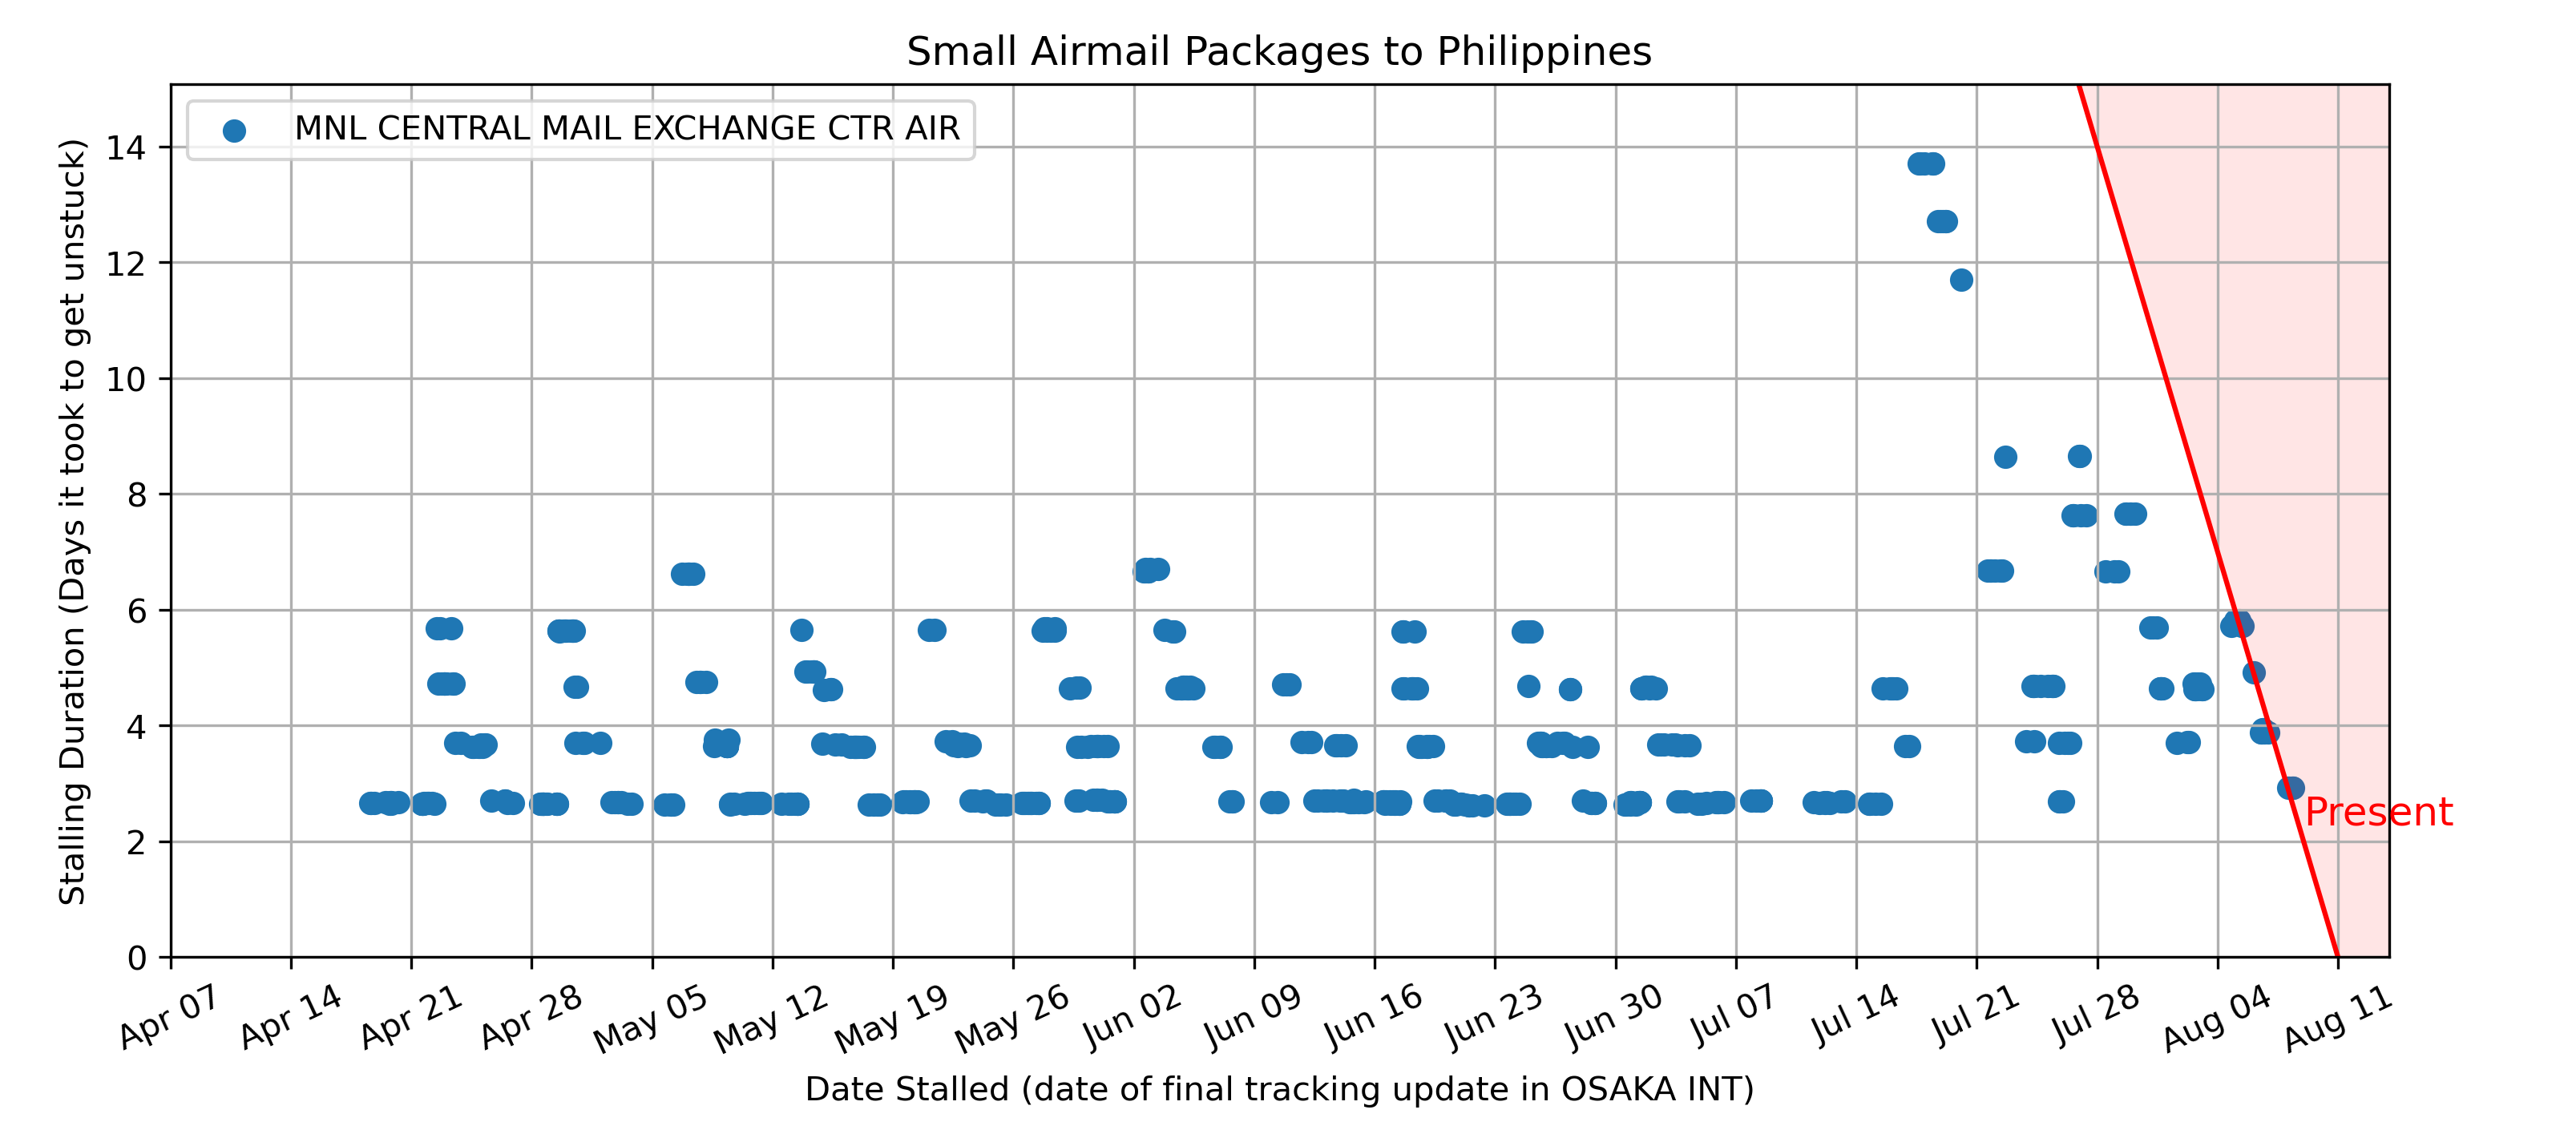 Small Airmail Packages to Philippines
MNL CENTRAL MAIL EXCHANGE CTR AIR
Stalling Duration (Days it took to get unstuck)
14
12
10
8
6
4
2
0
Present
Apr 07
Apr 14
Apr 21
Apr 28
May 05
May 12
May 19
May 26
Jun 02
Jun 09
Jun 16
Jun 23
Jun 30
Jul 07
Jul 14
Jul 21
Jul 28
Aug 04
Aug 11
Date Stalled (date of final tracking update in OSAKA INT)